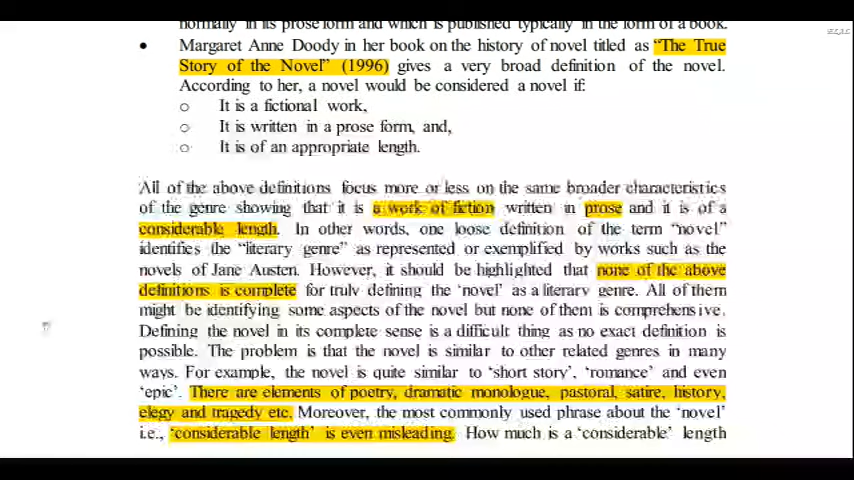 normally in its prose form and which is published typically in the form of a book.
• Margaret Anne Doody in her book on the history of novel titled as “The True
Story of the Novel” (1996) gives a very broad definition of the novel.
According to her, a novel would be considered a novel if:
o It is a fictional work,
o It is written in a prose form, and,
o It is of an appropriate length.
All of the above definitions focus more or less on the same broader characteristics
of the genre showing that it is a work of fiction written in prose and it is of a
considerable length. In other words, one loose definition of the term “novel”
identifies the “literary genre” as represented or exemplified by works such as the
novels of Jane Austen. However, it should be highlighted that none of the above
definitions is complete for truly defining the ‘novel’ as a literary genre. All of them
might be identifying some aspects of the novel but none of them is comprehensive.
Defining the novel in its complete sense is a difficult thing as no exact definition is
possible. The problem is that the novel is similar to other related genres in many
ways. For example, the novel is quite similar to ‘short story’, ‘romance’ and even
‘epic’. There are elements of poetry, dramatic monologue, pastoral, satire, history,
elegy and tragedy etc. Moreover, the most commonly used phrase about the ‘novel’
i.e., ‘considerable length’ is even misleading. How much is a ‘considerable’ length